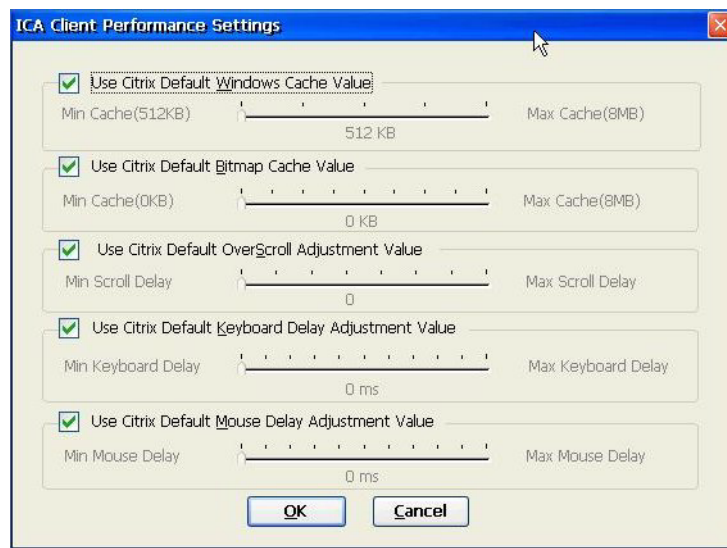 ICA Client Performance Settings
Use Citrix Default Windows Cache Value
Min Cache(512KB) Max Cache(8MB)
512 KB
Use Citrix Default Bitmap Cache Value
Min Cache(0KB) Max Cache(8MB)
0 KB
Use Citrix Default OverScroll Adjustment Value
Min Scroll Delay Max Scroll Delay
0
Use Citrix Default Keyboard Delay Adjustment Value
Min Keyboard Delay Max Keyboard Delay
0 ms
Use Citrix Default Mouse Delay Adjustment Value
Min Mouse Delay Max Mouse Delay
0 ms
OK Cancel